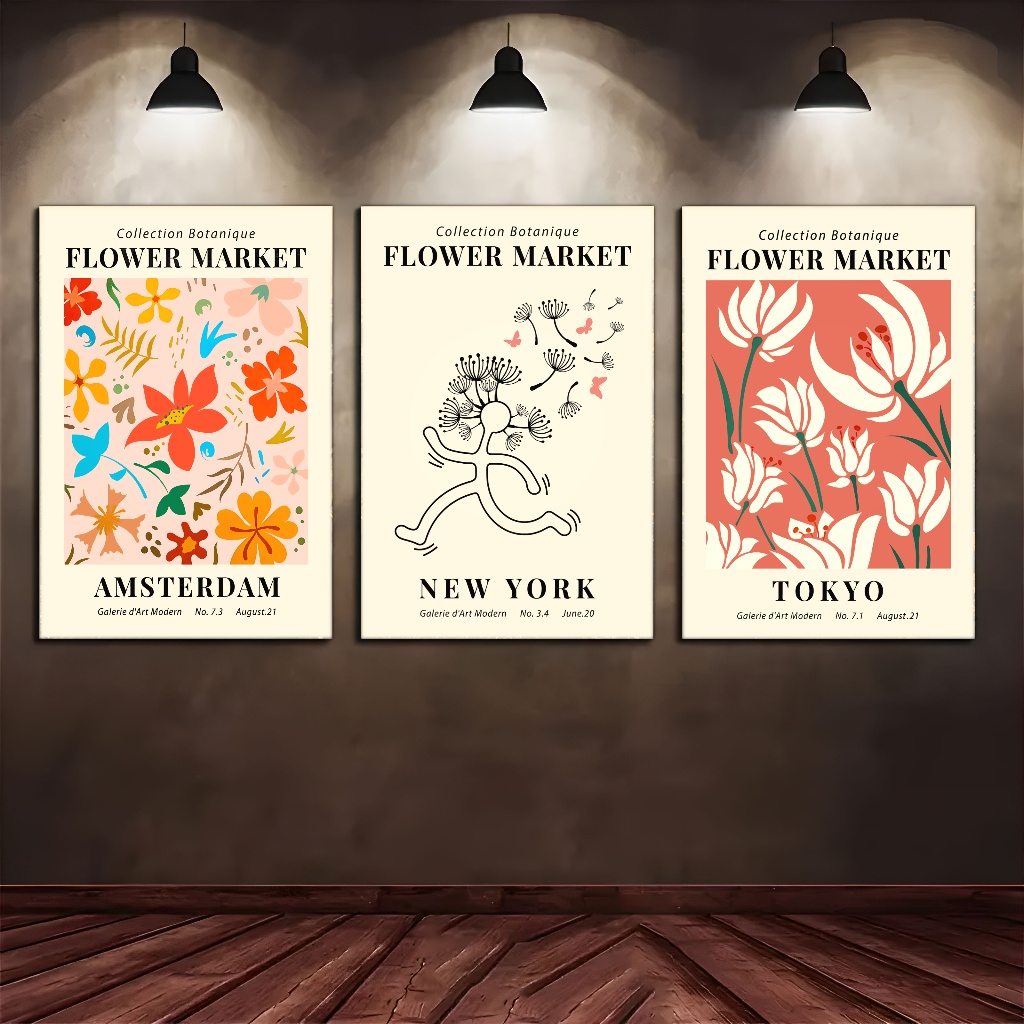 Collection Botanique
FLOWER MARKET
AMSTERDAM
Galerie d'Art Modern No. 7.3 August.21
Collection Botanique
FLOWER MARKET
NEW YORK
Galerie d'Art Modern No. 3.4 June.20
Collection Botanique
FLOWER MARKET
TOKYO
Galerie d'Art Modern No. 7.1 August.21